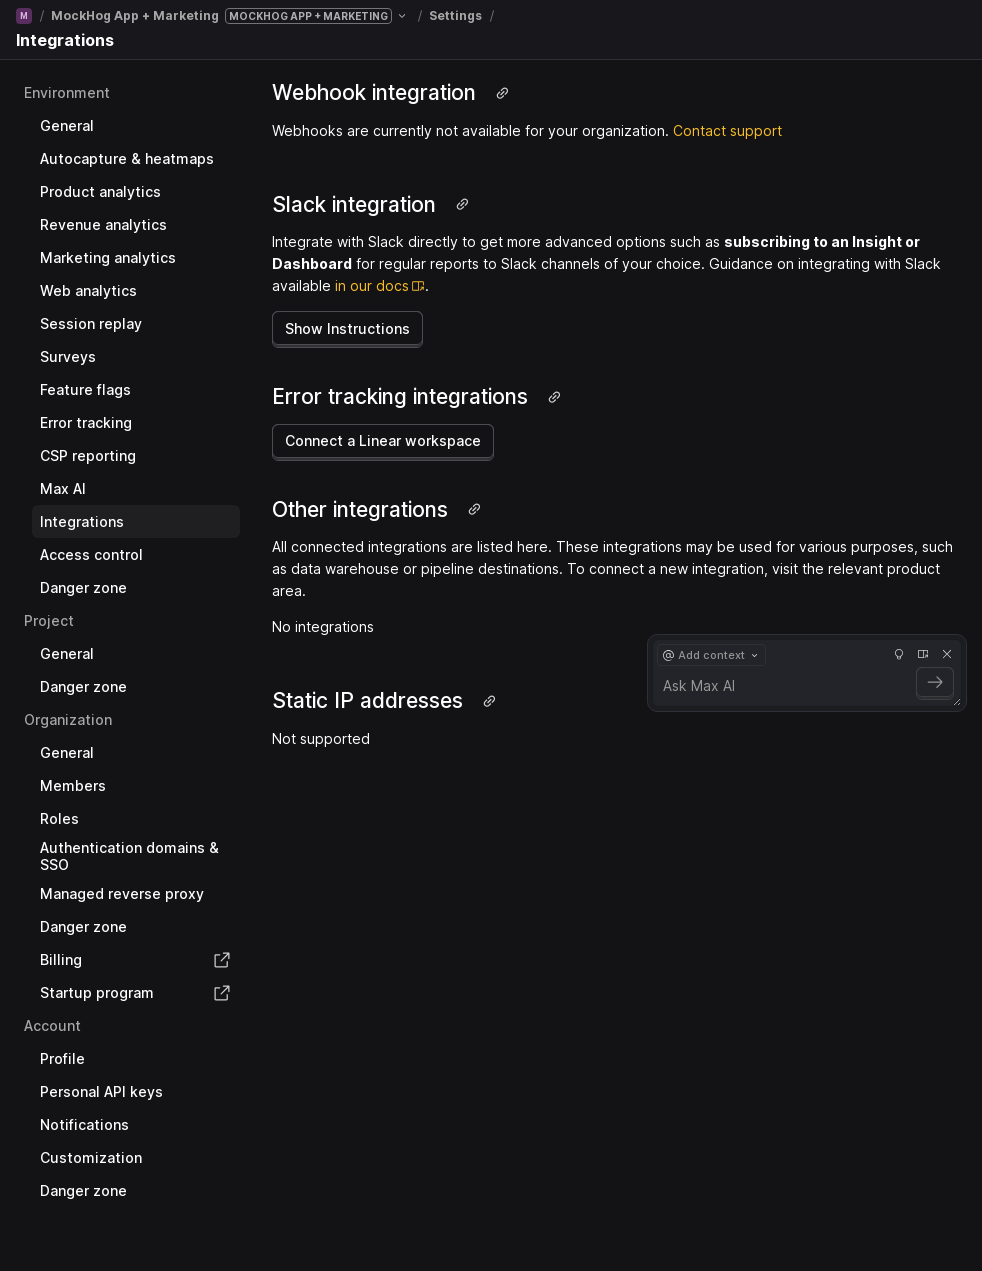 M / MockHog App + Marketing MOCKHOG APP + MARKETING / Settings /
Integrations
Environment
General
Autocapture & heatmaps
Product analytics
Revenue analytics
Marketing analytics
Web analytics
Session replay
Surveys
Feature flags
Error tracking
CSP reporting
Max AI
Integrations
Access control
Danger zone
Project
General
Danger zone
Organization
General
Members
Roles
Authentication domains &
SSO
Managed reverse proxy
Danger zone
Billing
Startup program
Account
Profile
Personal API keys
Notifications
Customization
Danger zone
Webhook integration
Webhooks are currently not available for your organization. Contact support
Slack integration
Integrate with Slack directly to get more advanced options such as subscribing to an Insight or
Dashboard for regular reports to Slack channels of your choice. Guidance on integrating with Slack
available in our docs.
Show Instructions
Error tracking integrations
Connect a Linear workspace
Other integrations
All connected integrations are listed here. These integrations may be used for various purposes, such
as data warehouse or pipeline destinations. To connect a new integration, visit the relevant product
area.
No integrations
Static IP addresses
Not supported
@ Add context
Ask Max AI